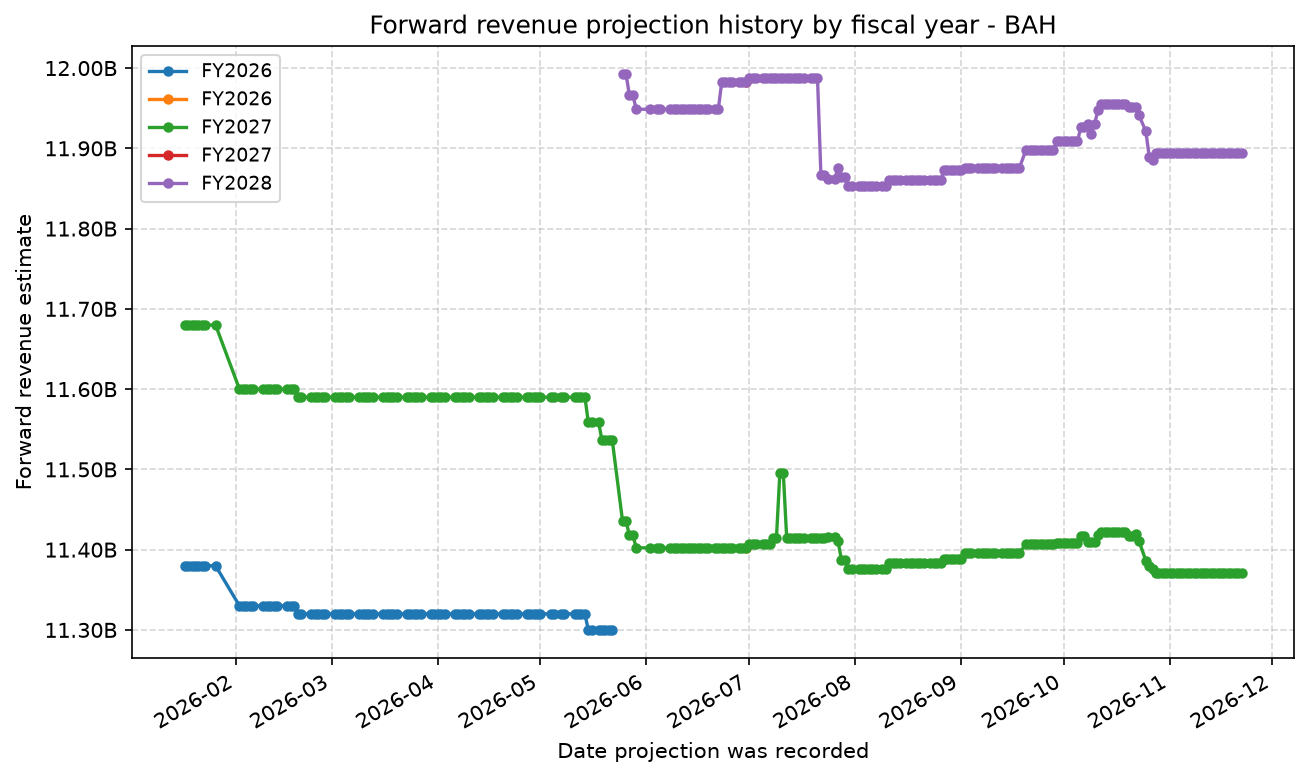 Forward revenue projection history by fiscal year - BAH
FY2026
FY2026
FY2027
FY2027
FY2028
12.00B
11.90B
11.80B
11.70B
11.60B
11.50B
11.40B
11.30B
Forward revenue estimate
2026-02
2026-03
2026-04
2026-05
2026-06
2026-07
2026-08
2026-09
2026-10
2026-11
2026-12
Date projection was recorded